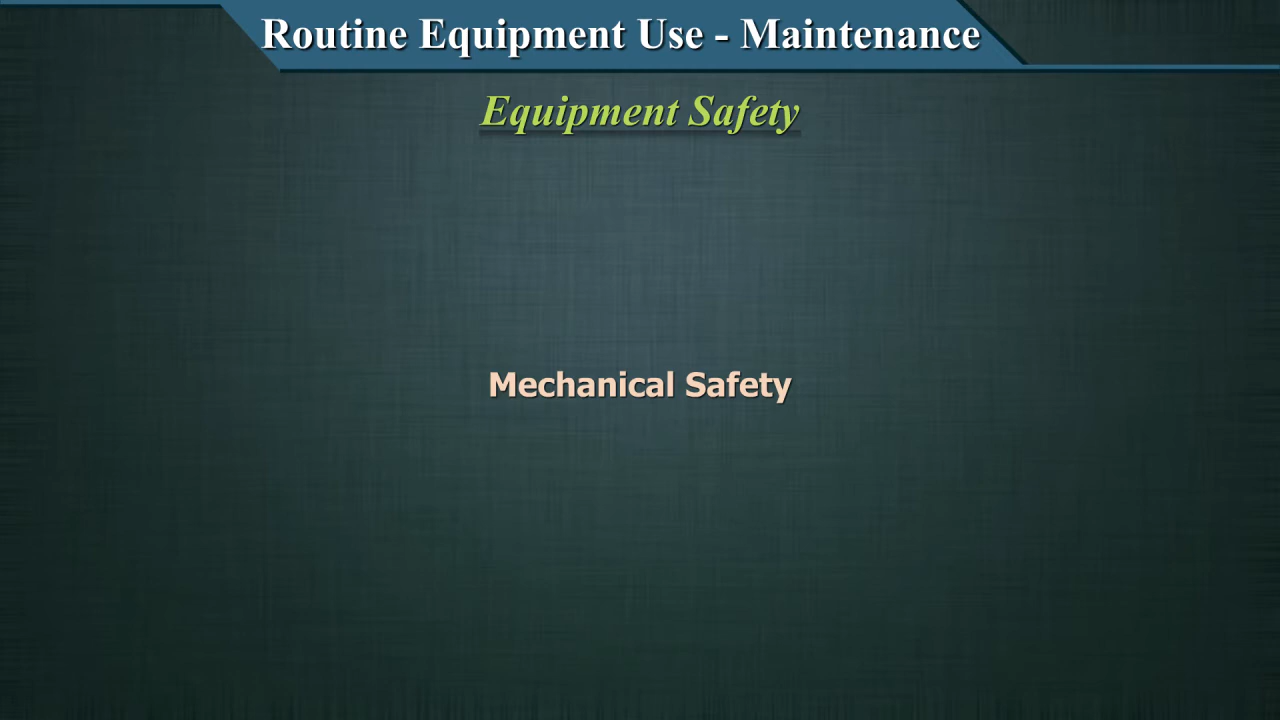 Routine Equipment Use - Maintenance
Equipment Safety
Mechanical Safety